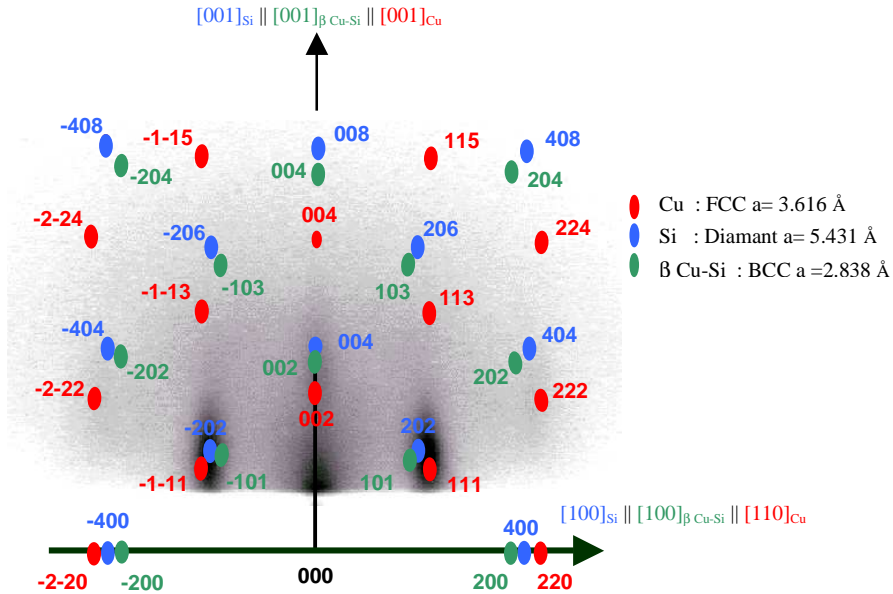 [001]Si || [001]β Cu-Si || [001]Cu
-408 -1-15 008 115 408
-204 004 204
-2-24 004 224
-206 206
-103 103
-1-13 113
-404 004 404
-202 002 202
-2-22 002 222
-202 202
-1-11 -101 101 111
Cu : FCC a= 3.616 Å
Si : Diamant a= 5.431 Å
β Cu-Si : BCC a =2.838 Å
[100]Si || [100]β Cu-Si || [110]Cu
-400 400
-2-20 -200 000 200 220